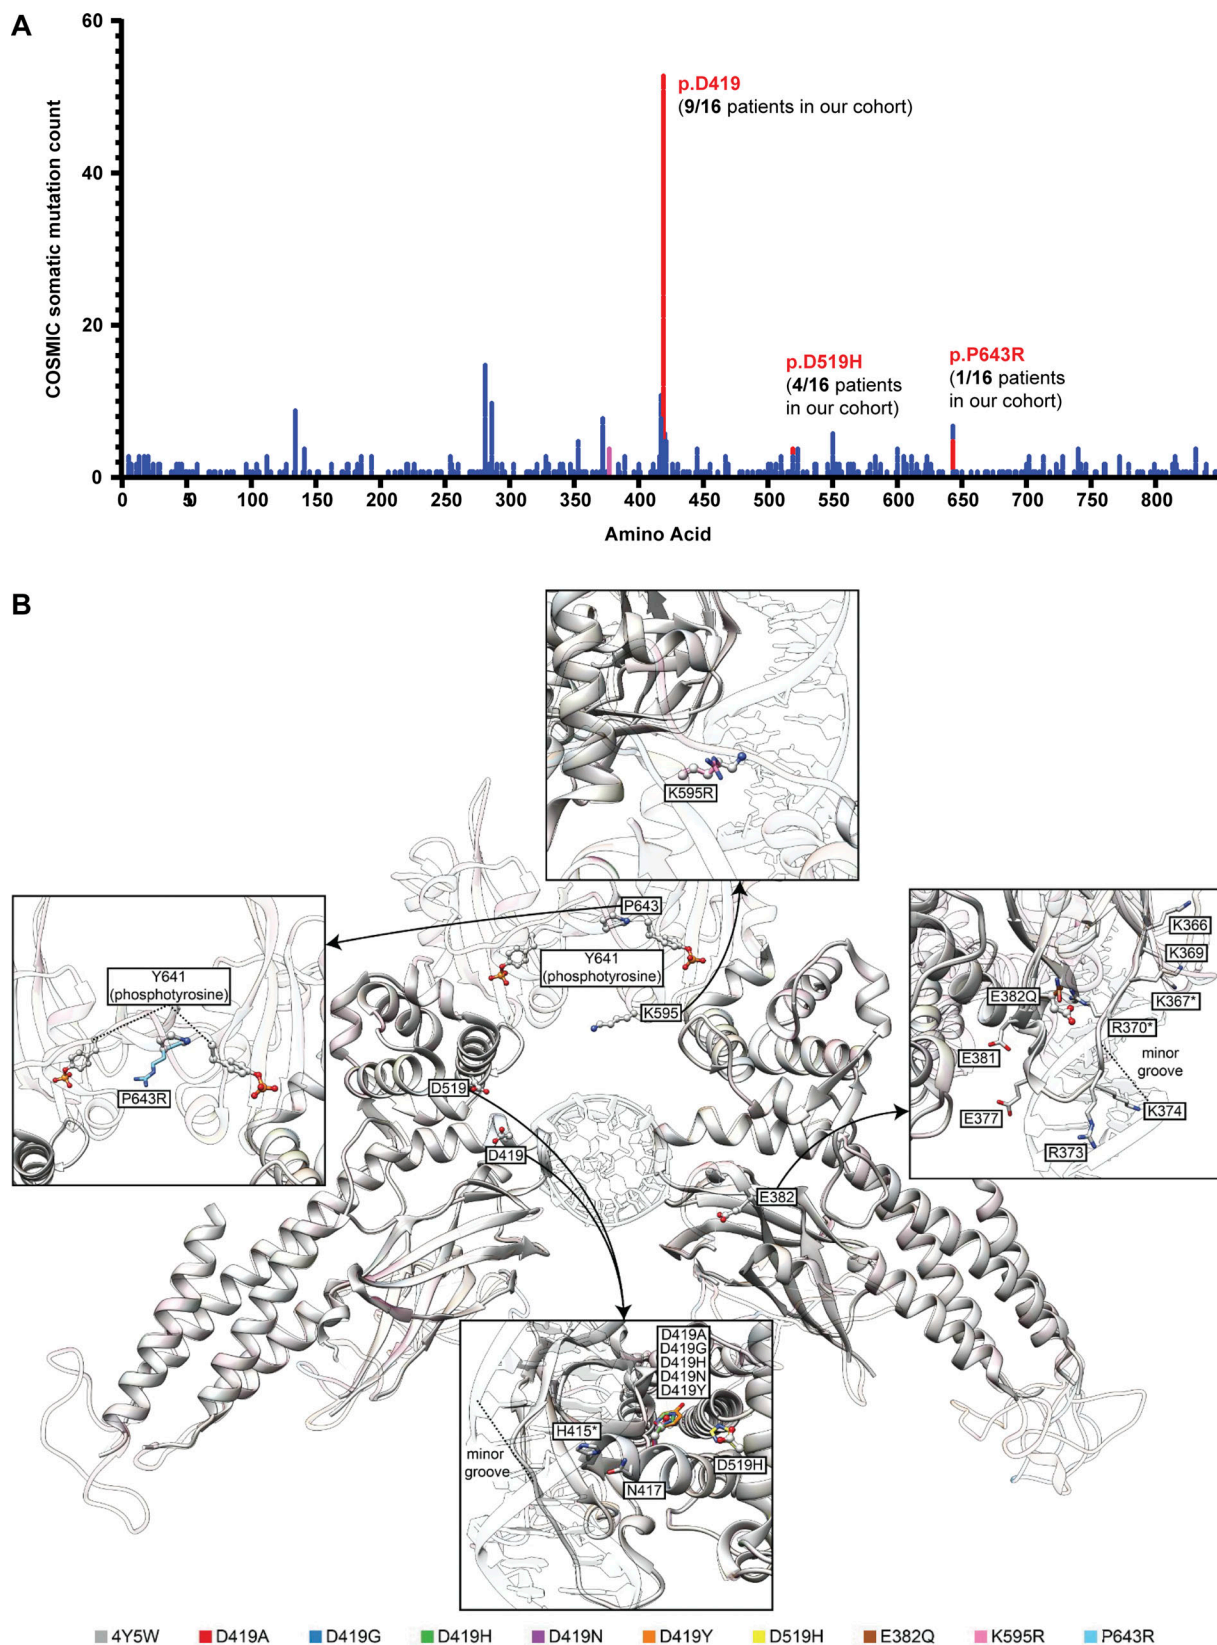 A
60
40
20
0
COSMIC somatic mutation count
p.D419
(9/16 patients in our cohort)
p.D519H
(4/16 patients
in our cohort)
p.P643R
(1/16 patients
in our cohort)
0 50 100 150 200 250 300 350 400 450 500 550 600 650 700 750 800
Amino Acid
B
K595R
P643
Y641
(phosphotyrosine)
K595
D519
D419
E382
Y641
(phosphotyrosine)
P643R
K366
K369
K367*
E382Q
R370*
E381
minor
groove
E377
K374
R373
D419A
D419G
D419H
D419N
D419Y
H415*
minor
groove
D519H
N417
4Y5W D419A D419G D419H D419N D419Y D519H E382Q K595R P643R